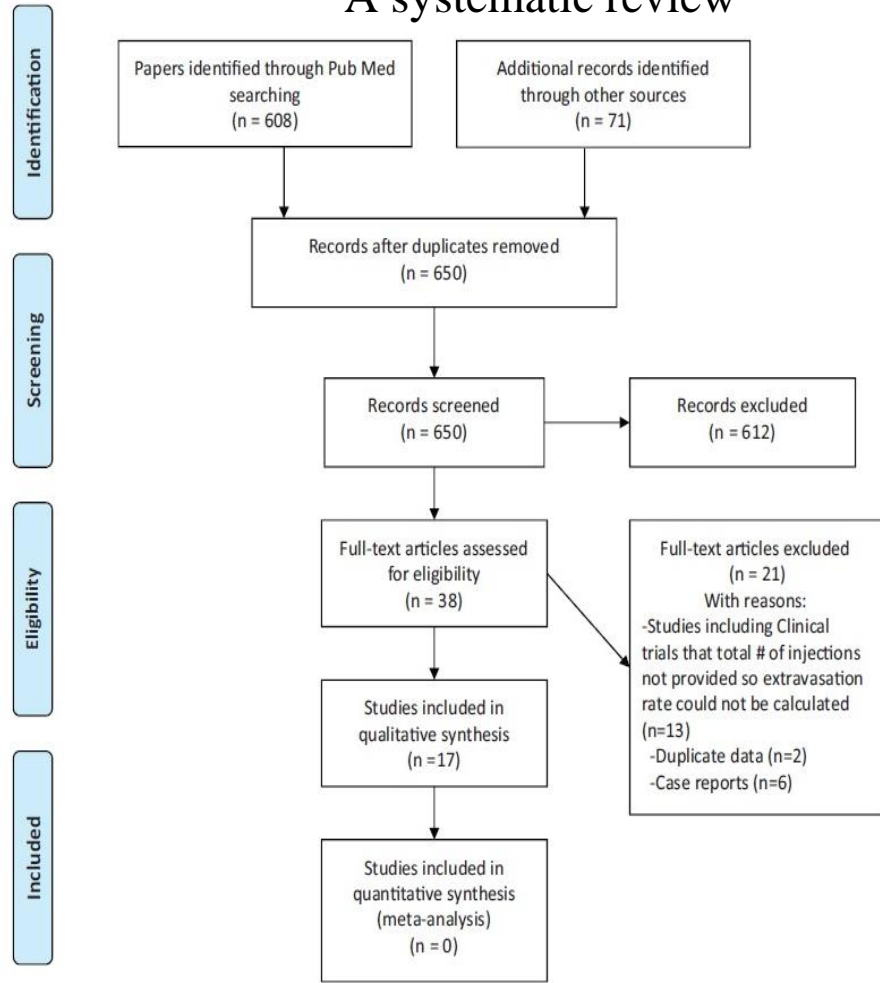 A systematic review
Identification
Papers identified through Pub Med
searching
(n = 608)
Additional records identified
through other sources
(n = 71)
Records after duplicates removed
(n = 650)
Screening
Records screened
(n = 650)
Records excluded
(n = 612)
Eligibility
Full-text articles assessed
for eligibility
(n = 38)
Full-text articles excluded
(n = 21)
With reasons:
-Studies including Clinical
trials that total # of injections
not provided so extravasation
rate could not be calculated
(n=13)
-Duplicate data (n=2)
-Case reports (n=6)
Studies included in
qualitative synthesis
(n =17)
Included
Studies included in
quantitative synthesis
(meta-analysis)
(n = 0)